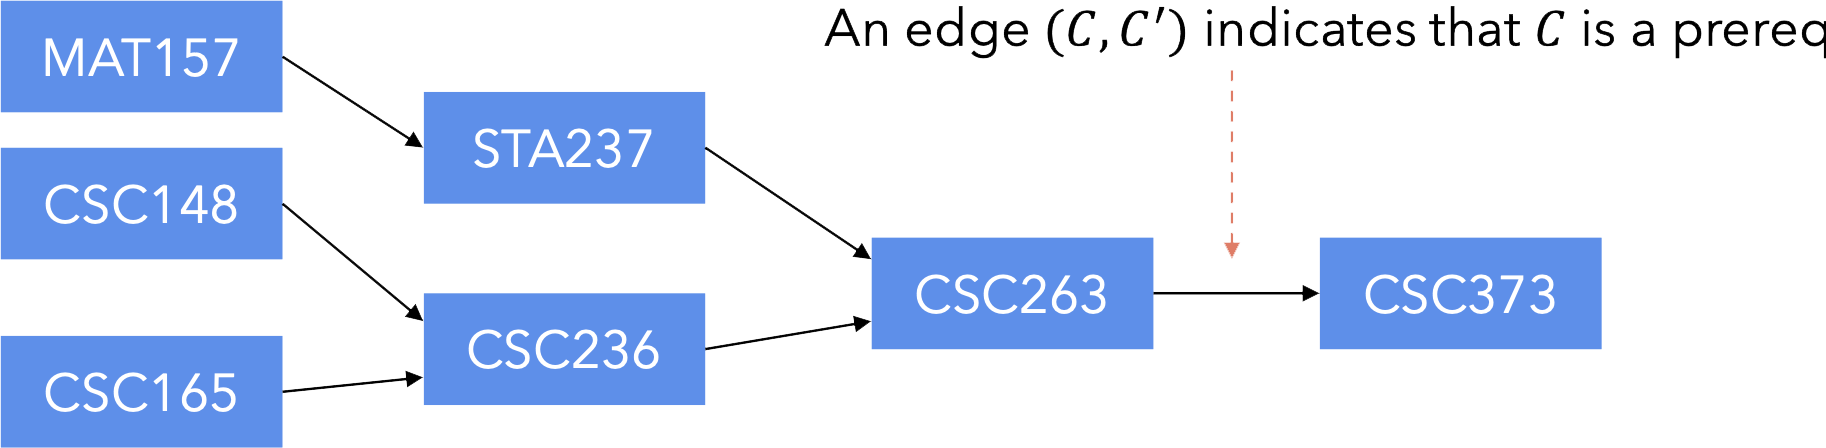 An edge (C, C′) indicates that C is a prereq
MAT157
STA237
CSC148
CSC263
CSC373
CSC236
CSC165